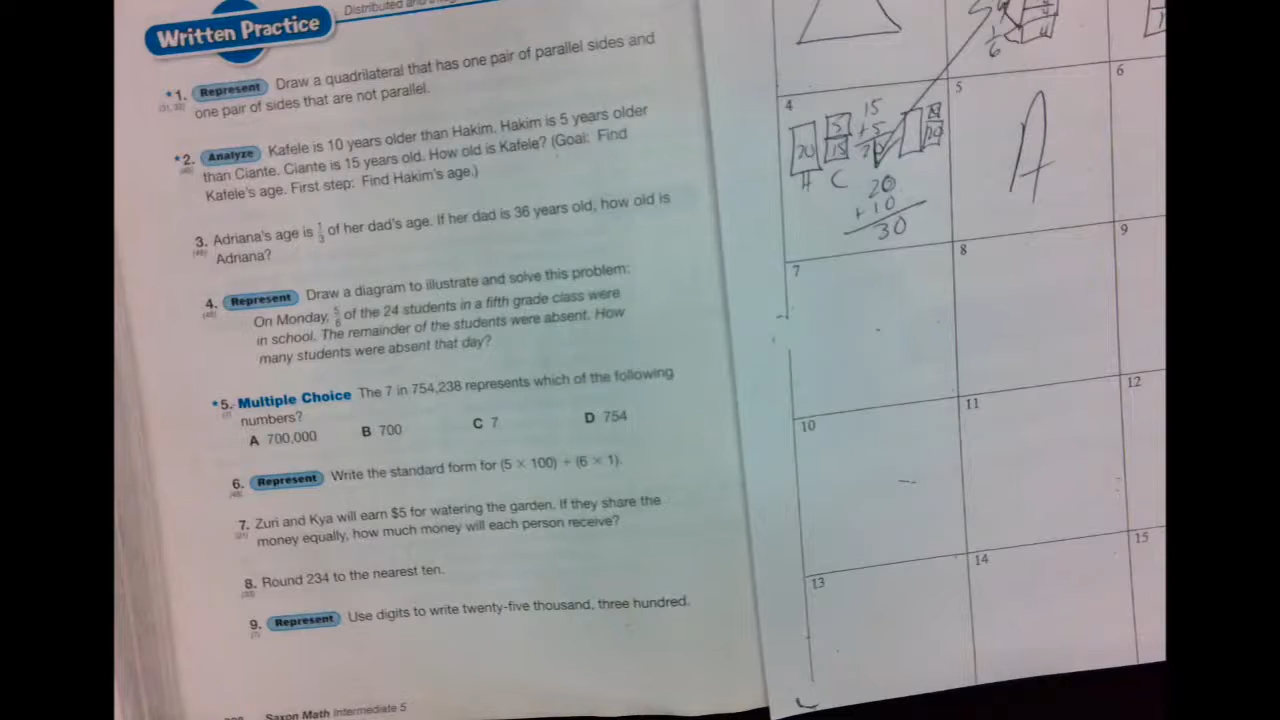 Written Practice
Distributed and
*1. Represent Draw a quadrilateral that has one pair of parallel sides and
(31, 32)
one pair of sides that are not parallel.
*2. Analyze Kafele is 10 years older than Hakim. Hakim is 5 years older
than Ciante. Ciante is 15 years old. How old is Kafele? (Goal: Find
Kafele's age. First step: Find Hakim's age.)
3. Adriana's age is 1/3 of her dad's age. If her dad is 36 years old, how old is
Adriana?
4. Represent Draw a diagram to illustrate and solve this problem:
On Monday, 5/6 of the 24 students in a fifth grade class were
in school. The remainder of the students were absent. How
many students were absent that day?
*5. Multiple Choice The 7 in 754,238 represents which of the following
numbers?
A 700,000 B 700 C 7 D 754
6. Represent Write the standard form for (5 × 100) + (6 × 1).
7. Zuri and Kya will earn $5 for watering the garden. If they share the
money equally, how much money will each person receive?
8. Round 234 to the nearest ten.
9. Represent Use digits to write twenty-five thousand, three hundred.
Saxon Math Intermediate 5
4
20
H
5
15
C
15
+5
20
20
+10
30
5
A
6
7
8
9
10
11
12
13
14
15